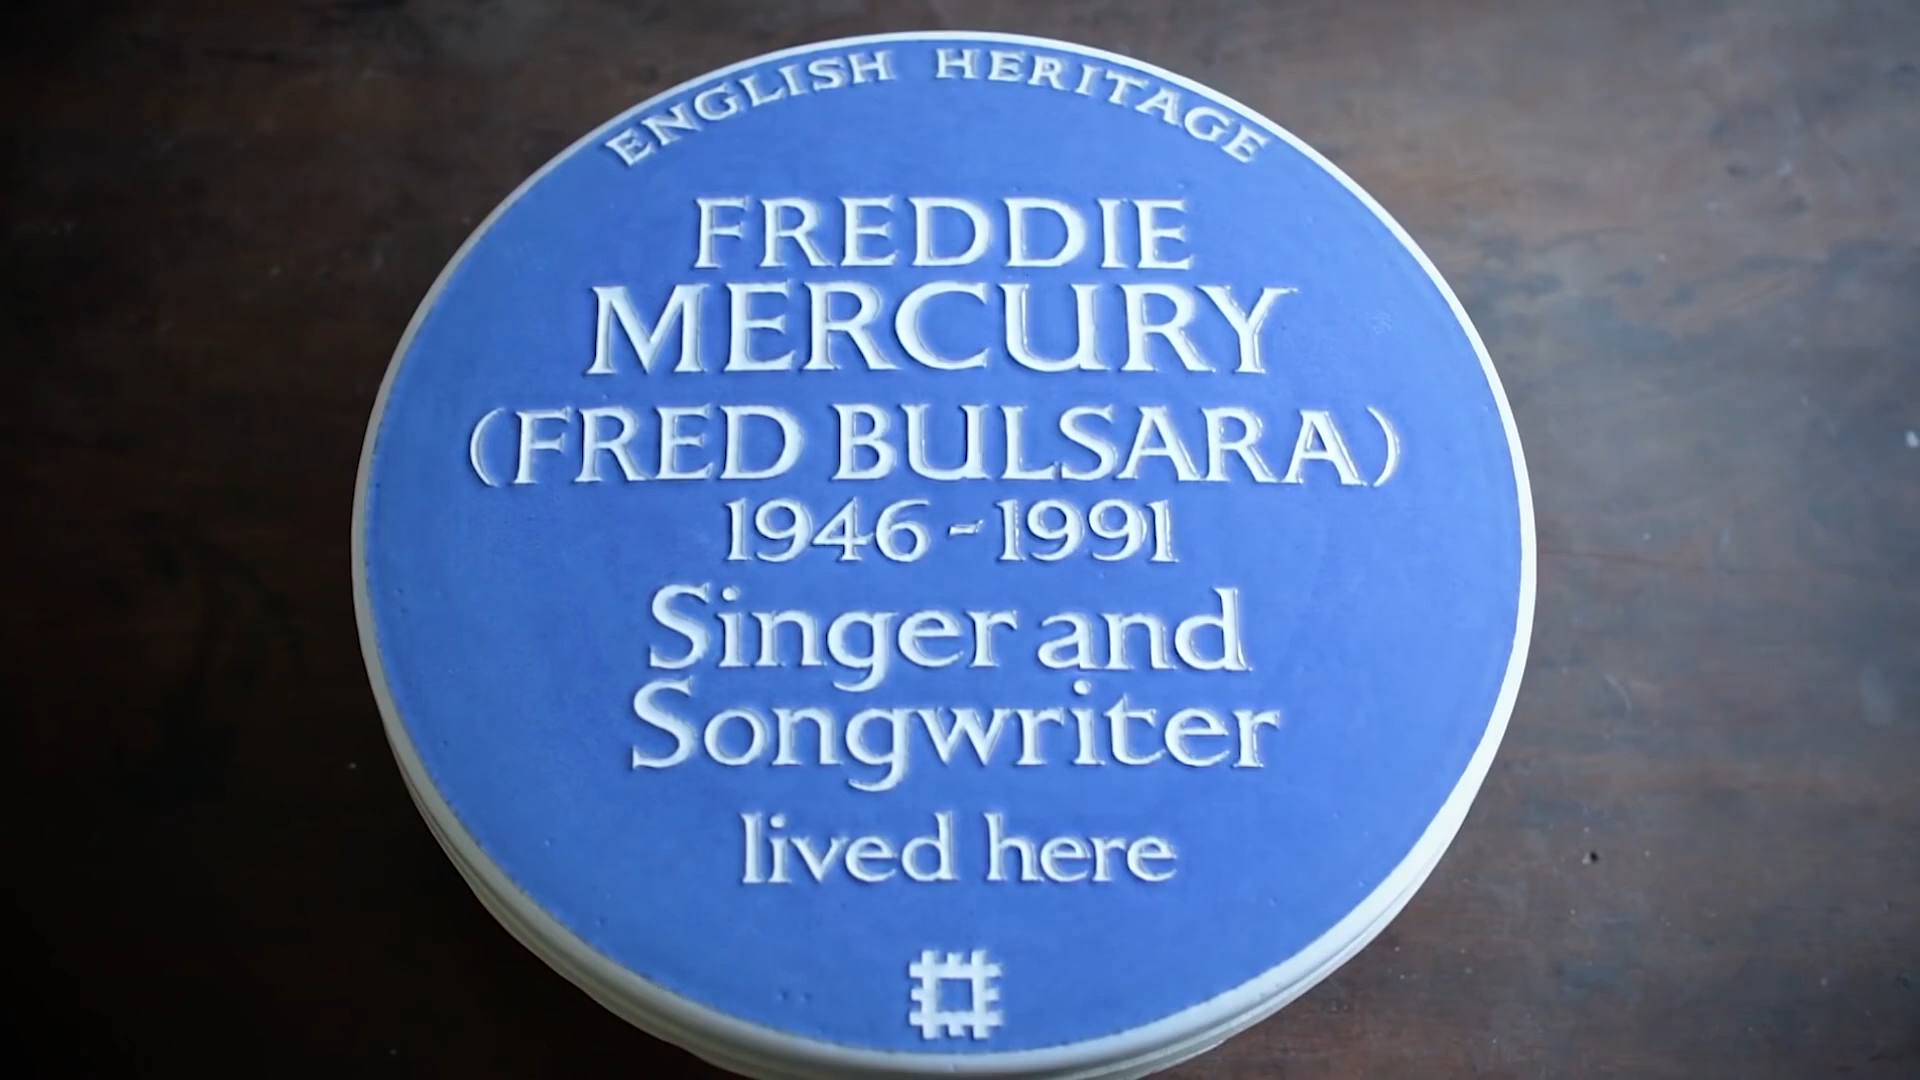 ENGLISH HERITAGE
FREDDIE
MERCURY
(FRED BULSARA)
1946-1991
Singer and
Songwriter
lived here